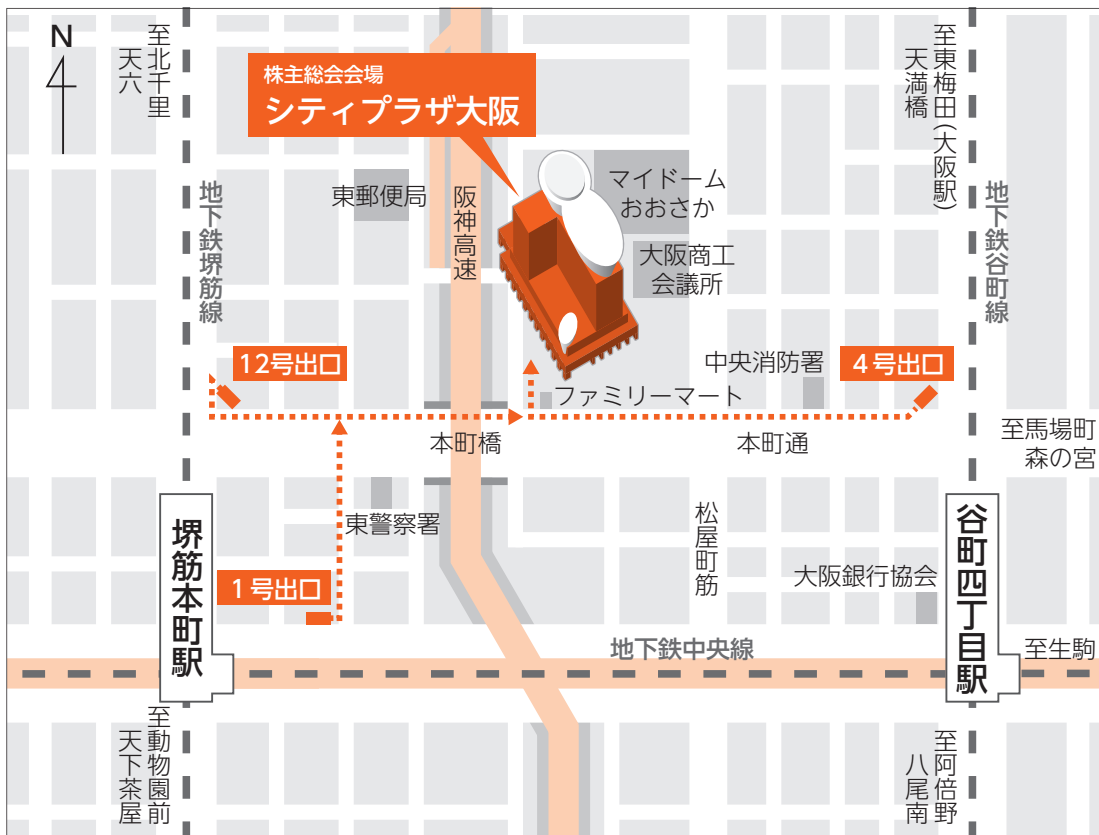 N
至北千里
天六
株主総会会場
シティプラザ大阪
至東梅田(大阪駅)
天満橋
地下鉄堺筋線
東郵便局
阪神高速
マイドーム
おおさか
大阪商工
会議所
地下鉄谷町線
12号出口
中央消防署
4号出口
ファミリーマート
本町橋
本町通
至馬場町
森の宮
東警察署
松屋町筋
堺筋本町駅
1号出口
大阪銀行協会
谷町四丁目駅
地下鉄中央線
至生駒
至動物園前
天下茶屋
至阿倍野
八尾南